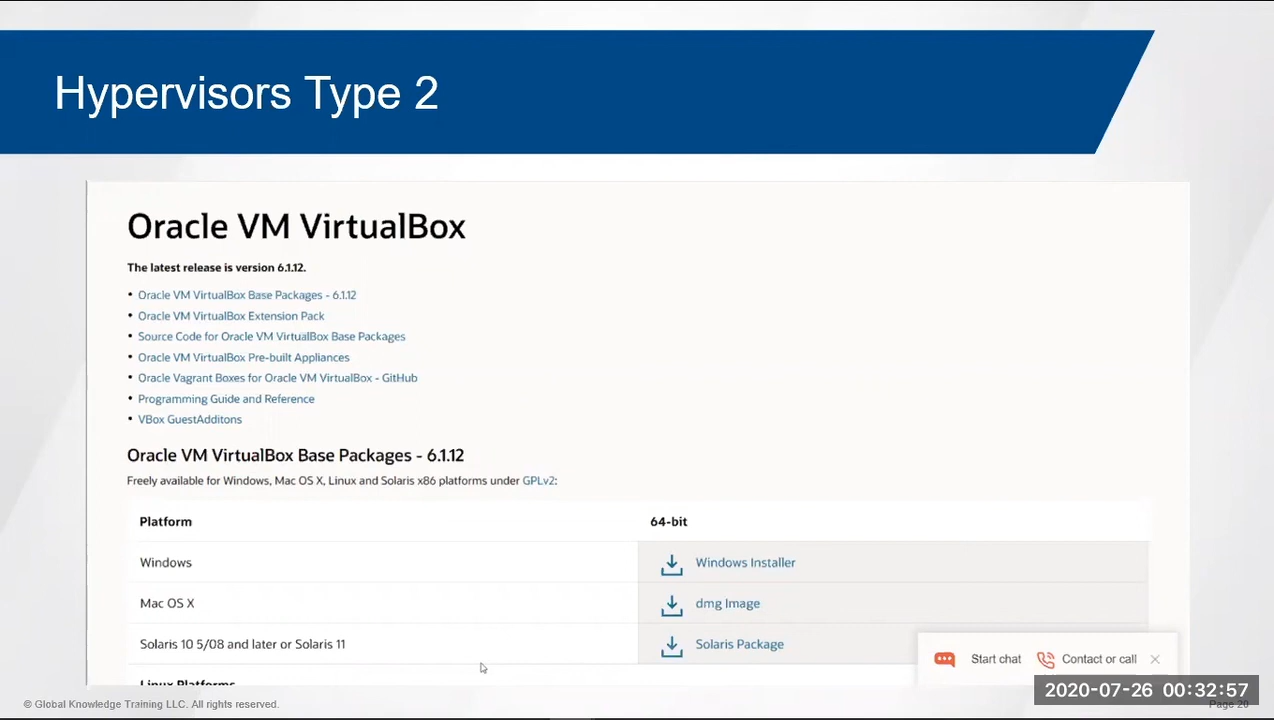 Hypervisors Type 2
Oracle VM VirtualBox
The latest release is version 6.1.12.
• Oracle VM VirtualBox Base Packages - 6.1.12
• Oracle VM VirtualBox Extension Pack
• Source Code for Oracle VM VirtualBox Base Packages
• Oracle VM VirtualBox Pre-built Appliances
• Oracle Vagrant Boxes for Oracle VM VirtualBox - GitHub
• Programming Guide and Reference
• VBox GuestAdditons
Oracle VM VirtualBox Base Packages - 6.1.12
Freely available for Windows, Mac OS X, Linux and Solaris x86 platforms under GPLv2:
Platform 64-bit
Windows Windows Installer
Mac OS X dmg Image
Solaris 10 5/08 and later or Solaris 11 Solaris Package
Start chat Contact or call
Linux Platforms
2020-07-26 00:32:57
© Global Knowledge Training LLC. All rights reserved. Page 20